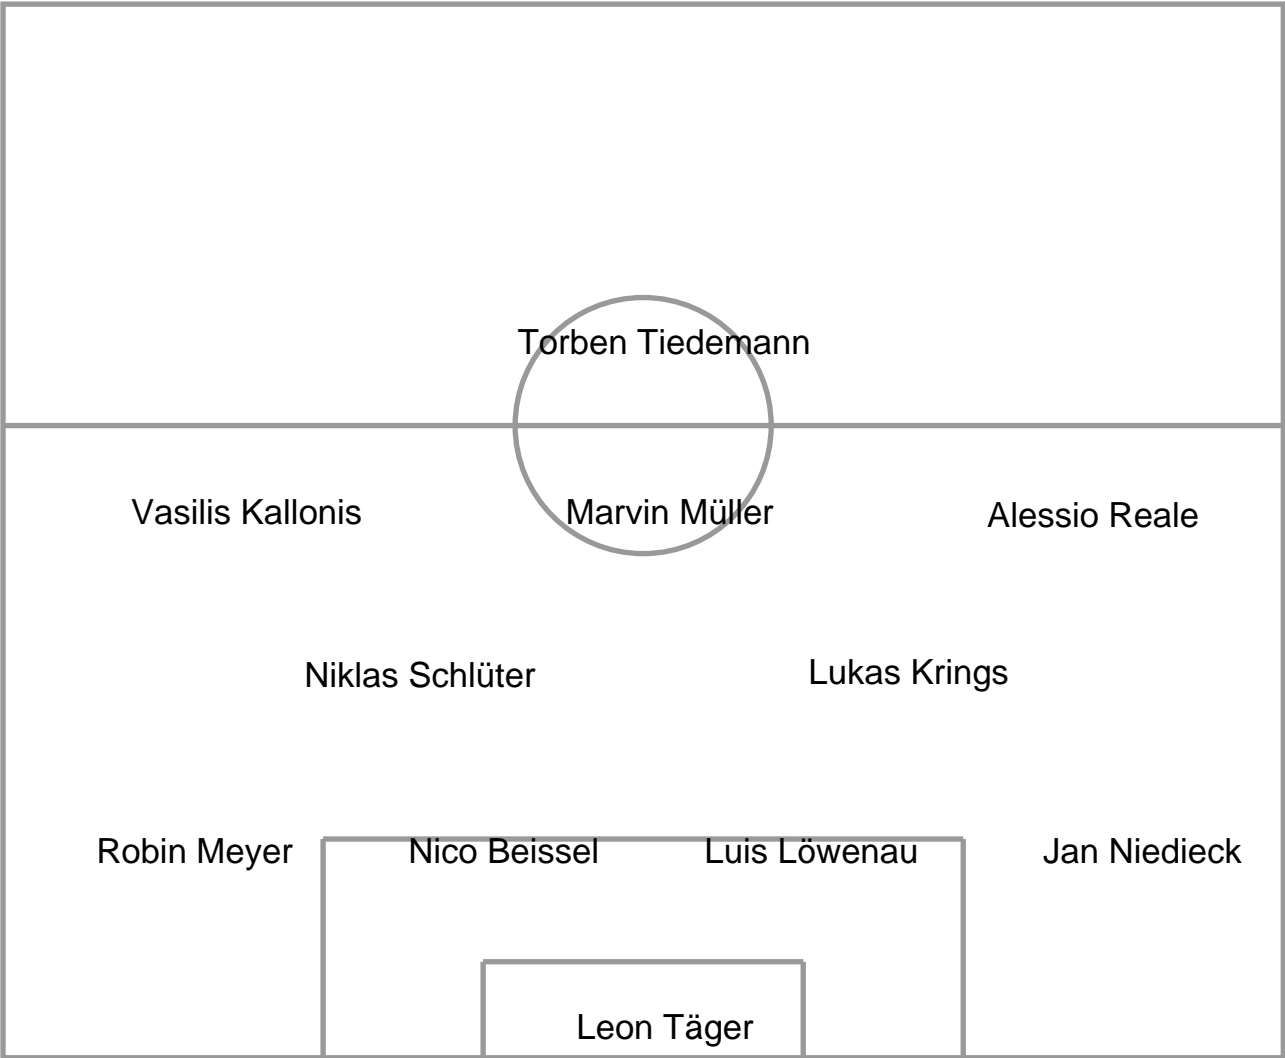 Torben Tiedemann
Vasilis Kallonis Marvin Müller Alessio Reale
Niklas Schlüter Lukas Krings
Robin Meyer Nico Beissel Luis Löwenau Jan Niedieck
Leon Täger